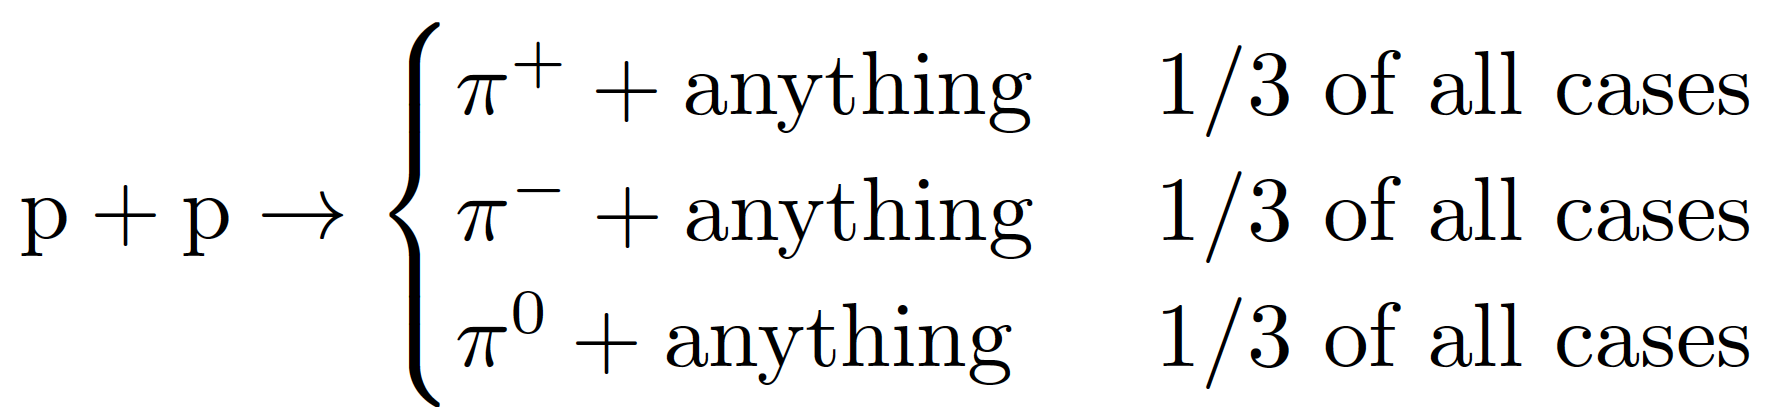 π⁺ + anything 1/3 of all cases
p + p → { π⁻ + anything 1/3 of all cases
π⁰ + anything 1/3 of all cases